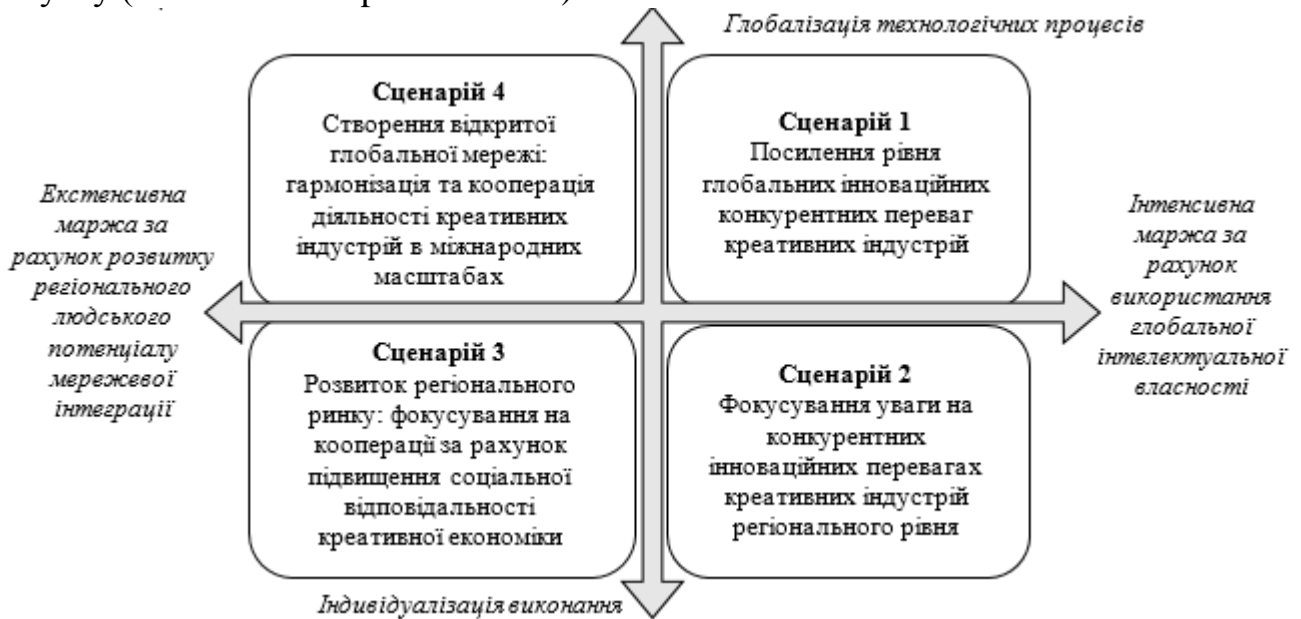 Глобалізація технологічних процесів
Сценарій 4
Створення відкритої
глобальної мережі:
гармонізація та кооперація
діяльності креативних
індустрій в міжнародних
масштабах
Сценарій 1
Посилення рівня
глобальних інноваційних
конкурентних переваг
креативних індустрій
Екстенсивна
маржа за
рахунок розвитку
регіонального
людського
потенціалу
мережевої
інтеграції
Інтенсивна
маржа за
рахунок
використання
глобальної
інтелектуальної
власності
Сценарій 3
Розвиток регіонального
ринку: фокусування на
кооперації за рахунок
підвищення соціальної
відповідальності
креативної економіки
Сценарій 2
Фокусування уваги на
конкурентних
інноваційних перевагах
креативних індустрій
регіонального рівня
Індивідуалізація виконання